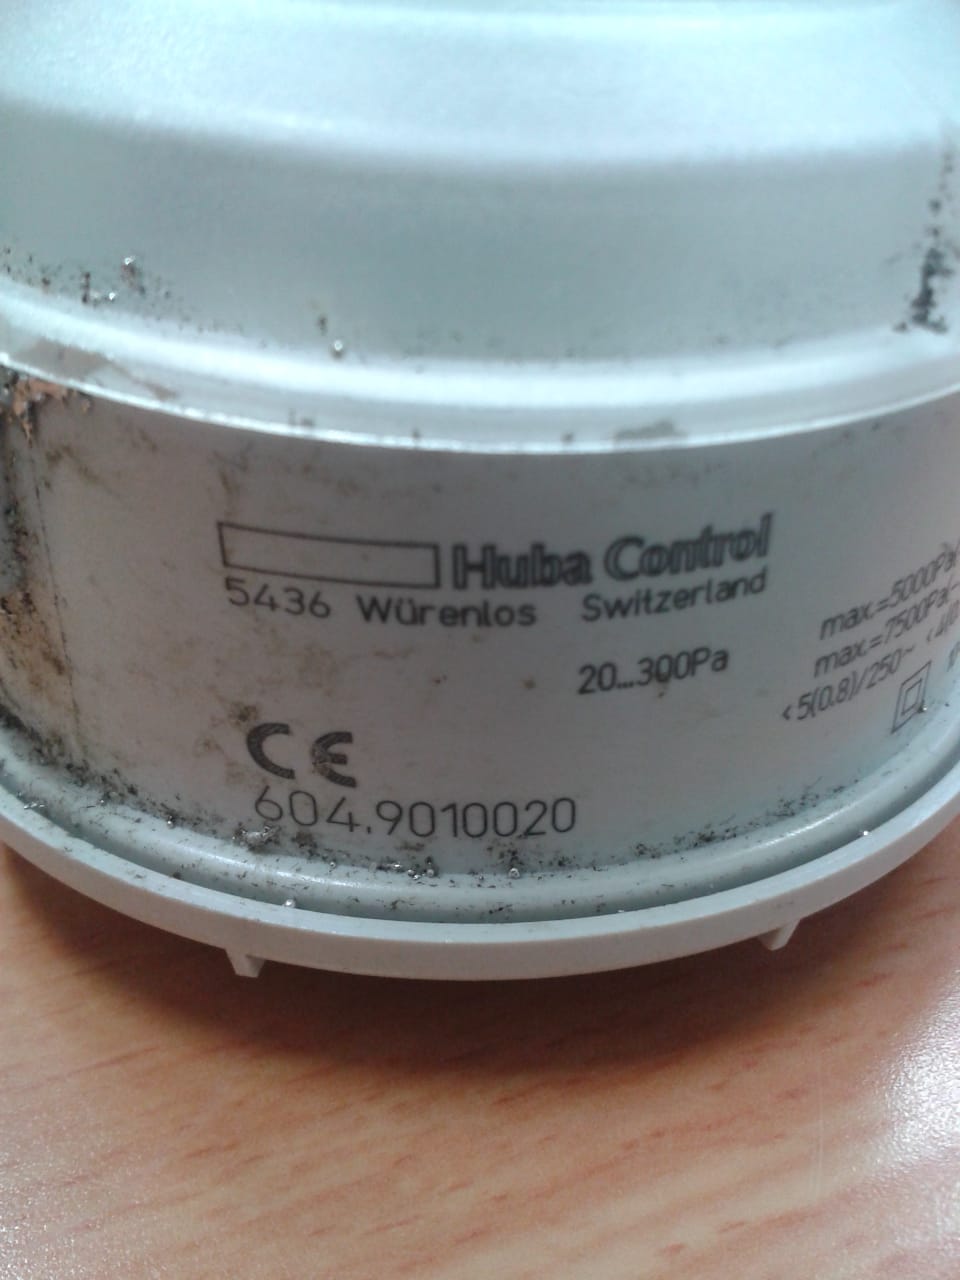 Huba Control
5436 Würenlos Switzerland
20...300Pa
CE
604.9010020
max.=5000Pa
max.=7500Pa/
<5(0.8)/250~